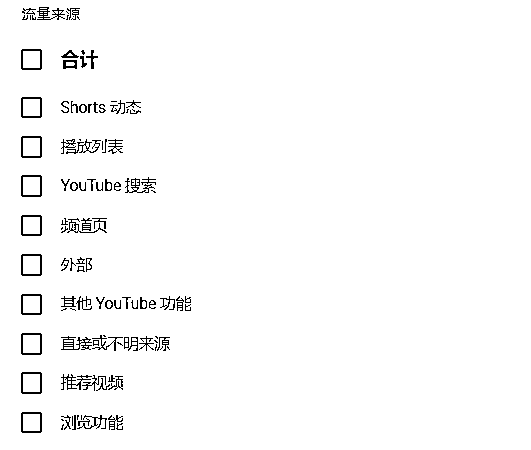 流量来源
合计
Shorts 动态
播放列表
YouTube 搜索
频道页
外部
其他 YouTube 功能
直接或不明来源
推荐视频
浏览功能